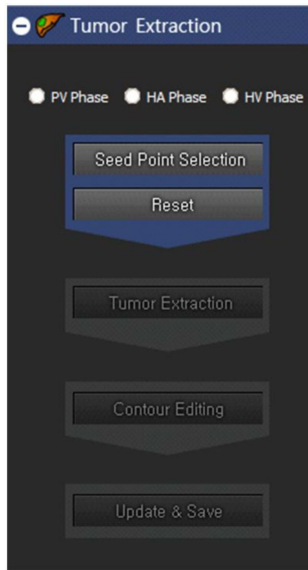 Tumor Extraction
PV Phase HA Phase HV Phase
Seed Point Selection
Reset
Tumor Extraction
Contour Editing
Update & Save